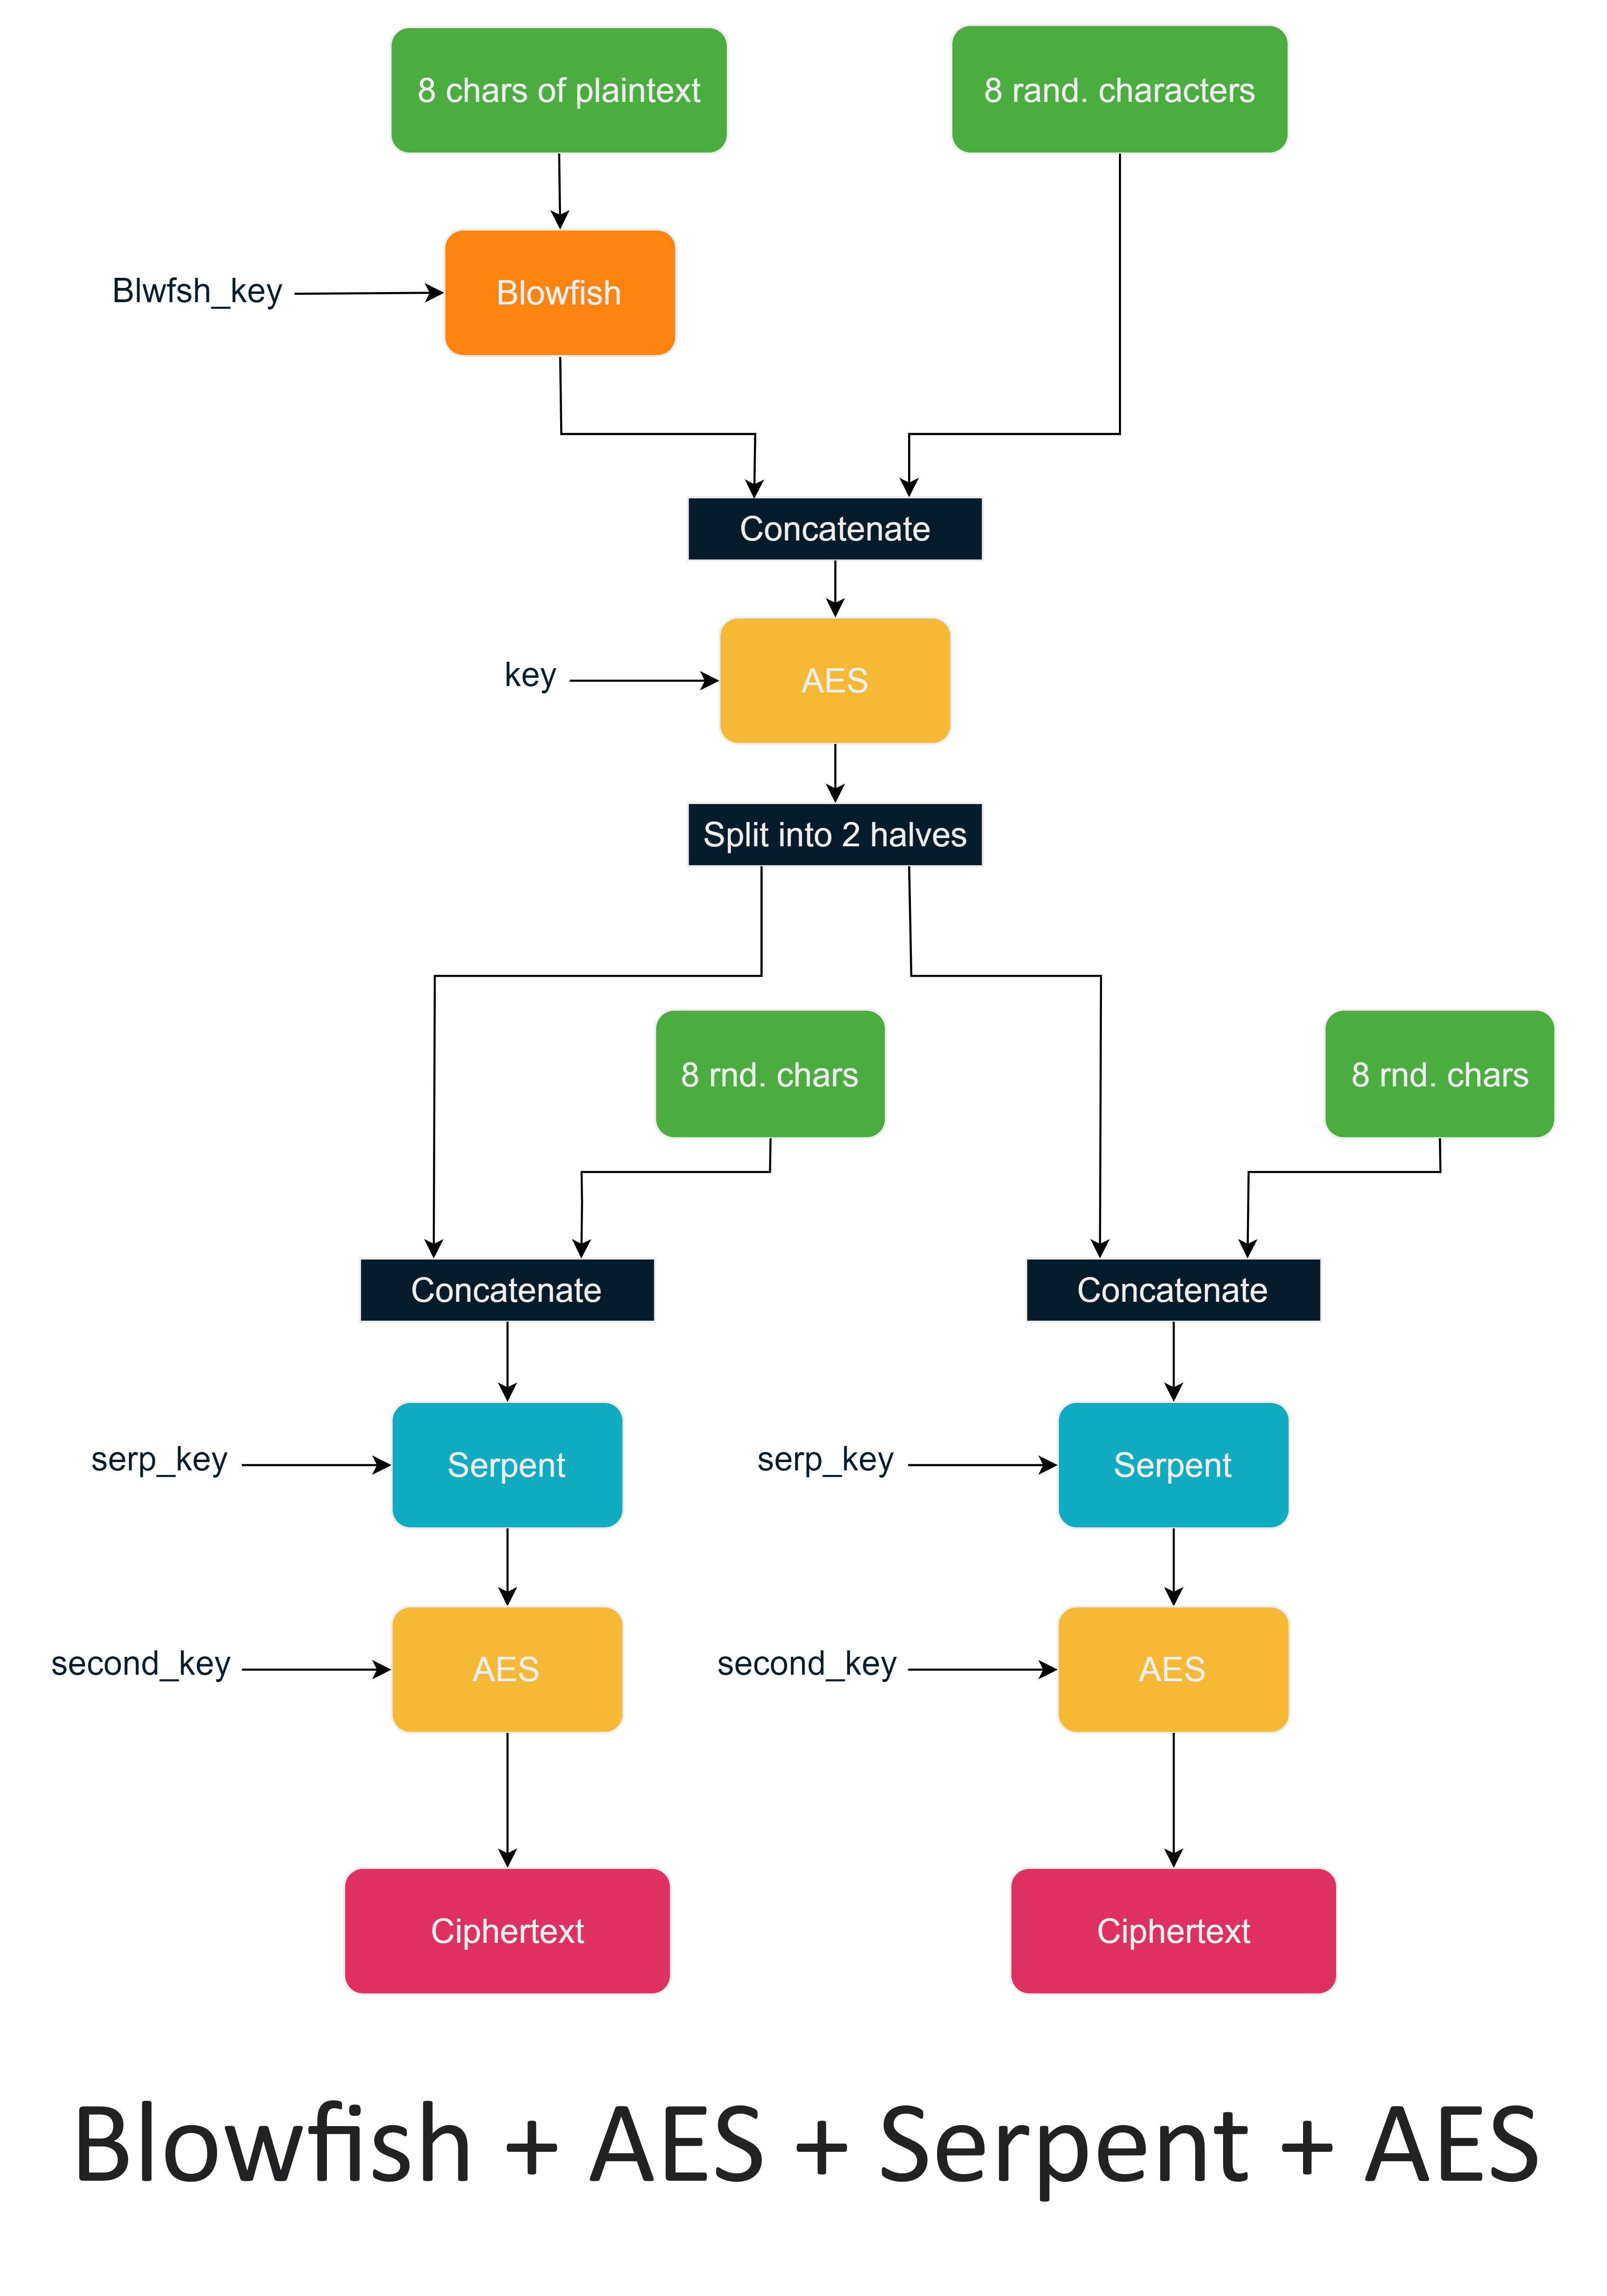 8 chars of plaintext
8 rand. characters
Blwfsh_key
Blowfish
Concatenate
key
AES
Split into 2 halves
8 rnd. chars
8 rnd. chars
Concatenate
Concatenate
serp_key
Serpent
serp_key
Serpent
second_key
AES
second_key
AES
Ciphertext
Ciphertext
Blowfish + AES + Serpent + AES